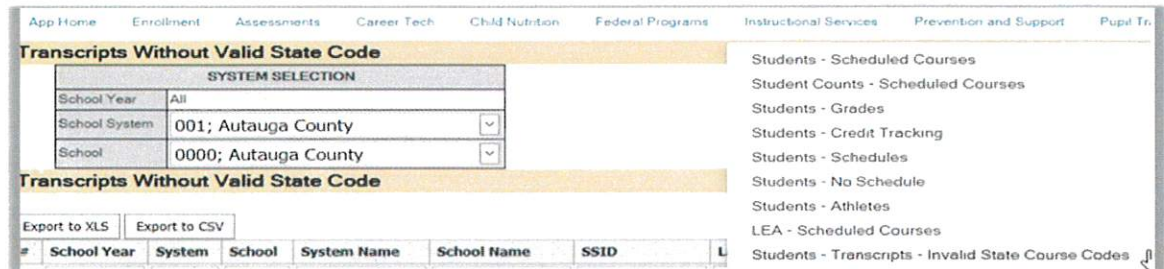 App Home Enrollment Assessments Career Tech Child Nutrition Federal Programs Instructional Services Prevention and Support Pupil
Transcripts Without Valid State Code
SYSTEM SELECTION
School Year All
School System 001; Autauga County
School 0000; Autauga County
Transcripts Without Valid State Code
Export to XLS Export to CSV
# School Year System School System Name School Name SSID
Students - Scheduled Courses
Student Counts - Scheduled Courses
Students - Grades
Students - Credit Tracking
Students - Schedules
Students - No Schedule
Students - Athletes
LEA - Scheduled Courses
Students - Transcripts - Invalid State Course Codes